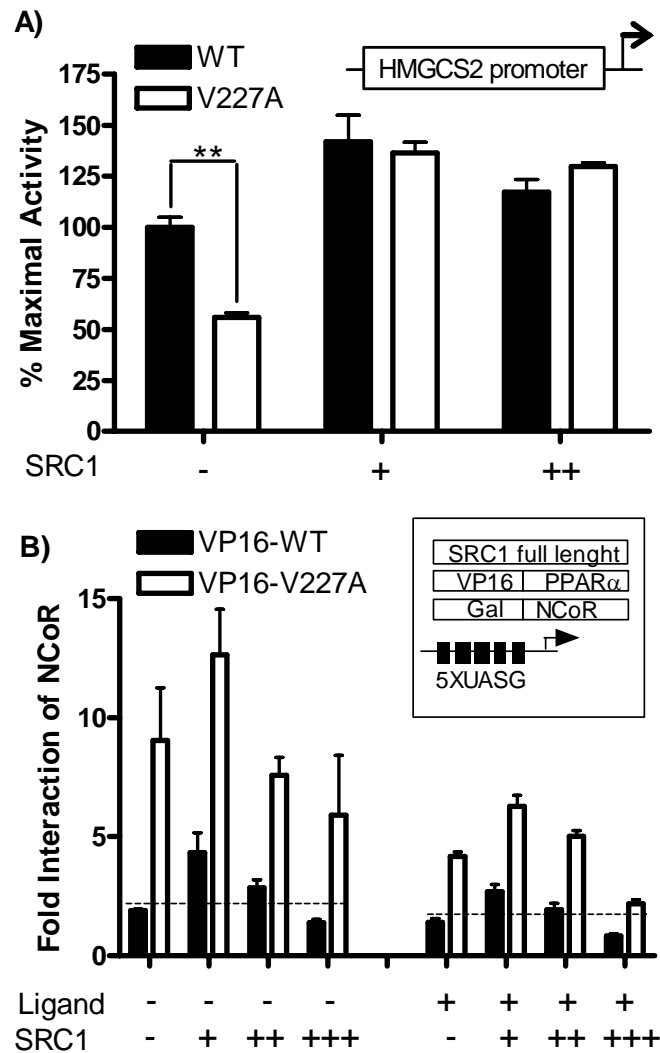 A)
WT
V227A
HMGCS2 promoter
**
% Maximal Activity
175
150
125
100
75
50
25
0
SRC1 - + ++
B)
VP16-WT
VP16-V227A
SRC1 full lenght
VP16 PPARα
Gal NCoR
5XUASG
Fold Interaction of NCoR
15
10
5
0
Ligand - - - - + + + +
SRC1 - + ++ +++ - + ++ +++